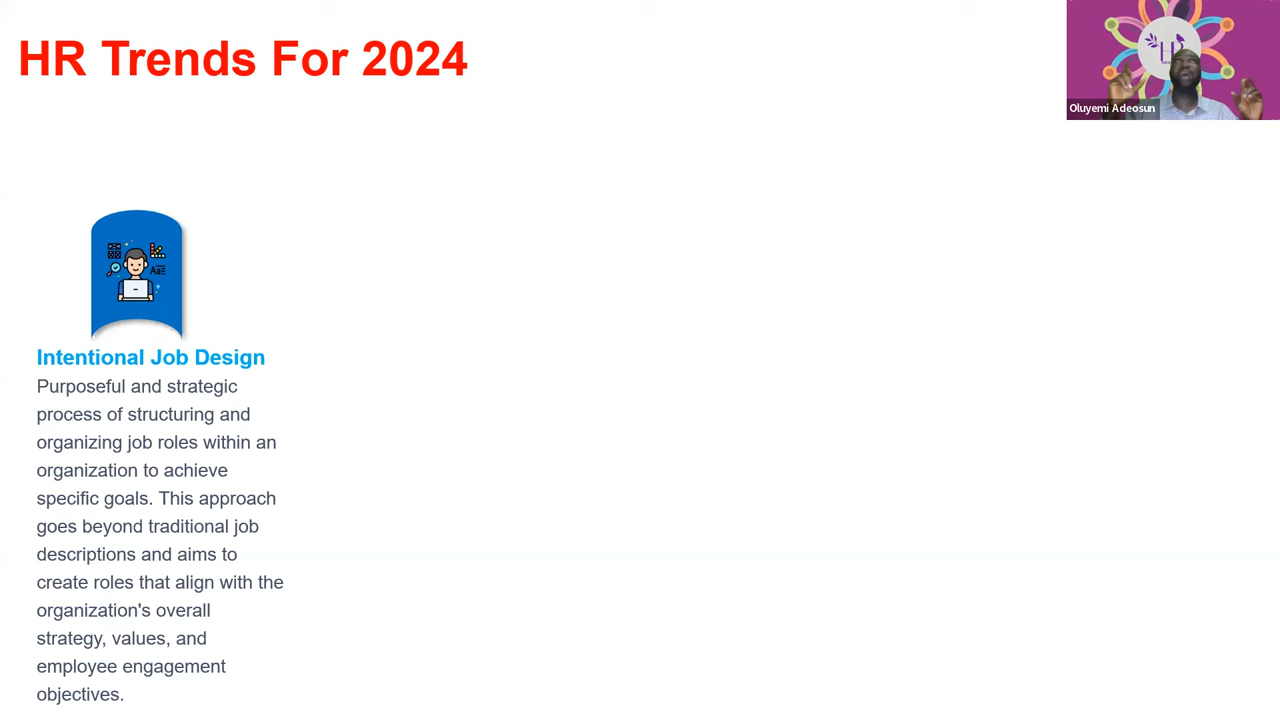 HR Trends For 2024
Oluyemi Adeosun
Intentional Job Design
Purposeful and strategic
process of structuring and
organizing job roles within an
organization to achieve
specific goals. This approach
goes beyond traditional job
descriptions and aims to
create roles that align with the
organization's overall
strategy, values, and
employee engagement
objectives.